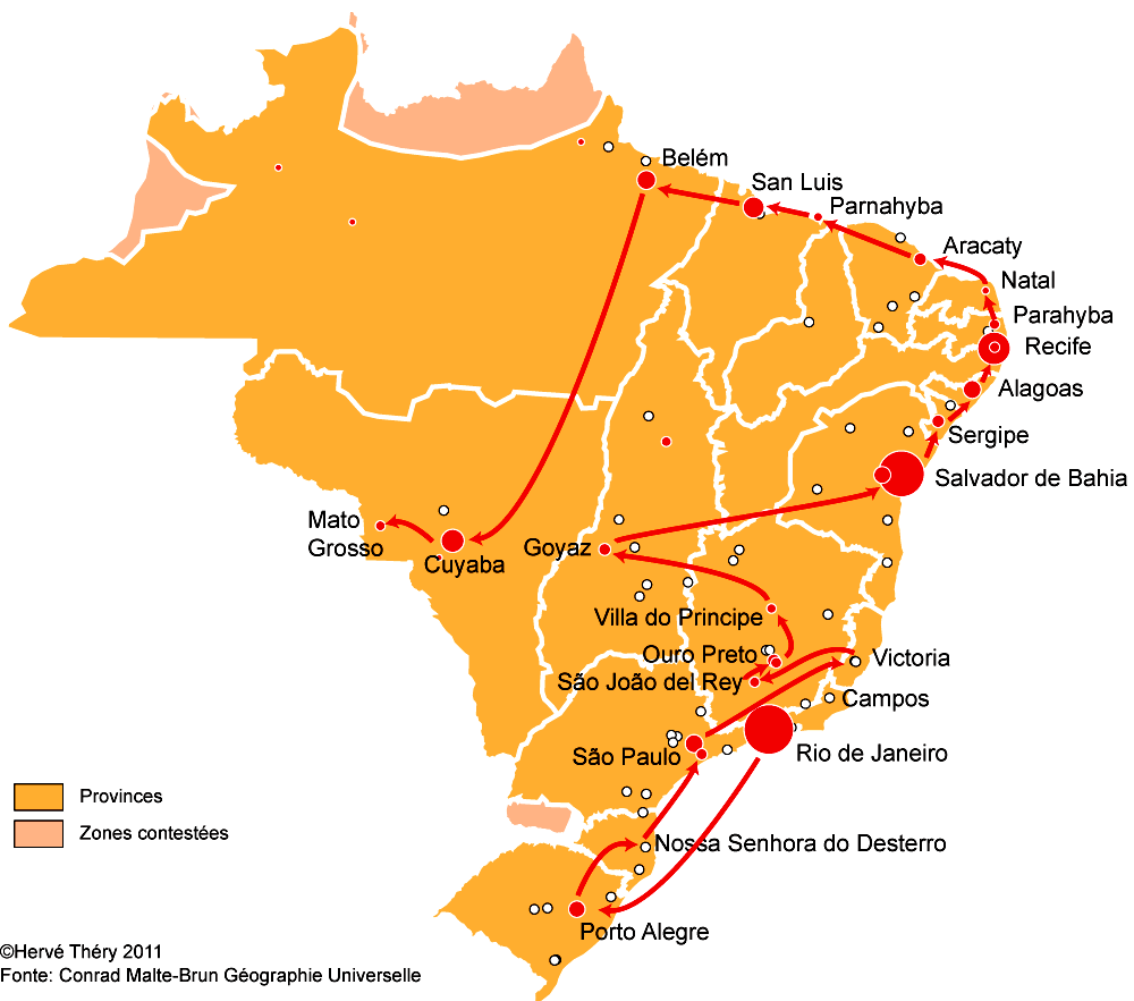 Belém
San Luis
Parnahyba
Aracaty
Natal
Parahyba
Recife
Alagoas
Sergipe
Salvador de Bahia
Mato
Grosso
Cuyaba
Goyaz
Villa do Principe
Ouro Preto
Victoria
São João del Rey
Campos
São Paulo
Rio de Janeiro
Provinces
Zones contestées
Nossa Senhora do Desterro
Porto Alegre
©Hervé Théry 2011
Fonte: Conrad Malte-Brun Géographie Universelle